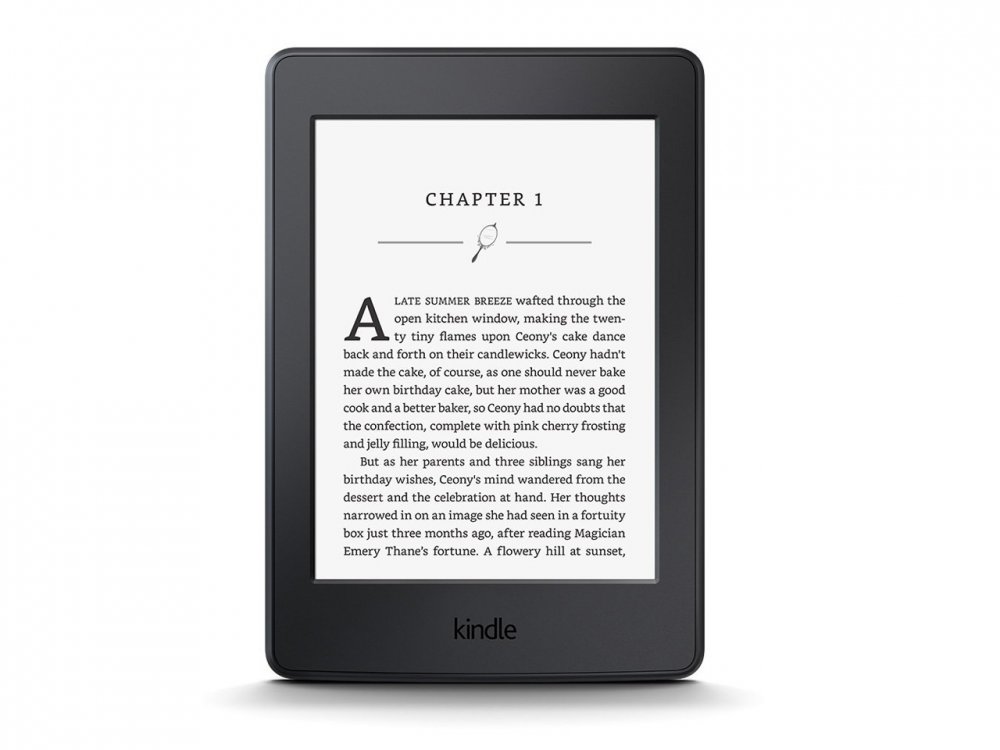 CHAPTER 1
A LATE SUMMER BREEZE wafted through the
open kitchen window, making the twen-
ty tiny flames upon Ceony's cake dance
back and forth on their candlewicks. Ceony hadn't
made the cake, of course, as one should never bake
her own birthday cake, but her mother was a good
cook and a better baker, so Ceony had no doubts that
the confection, complete with pink cherry frosting
and jelly filling, would be delicious.
But as her parents and three siblings sang her
birthday wishes, Ceony's mind wandered from the
dessert and the celebration at hand. Her thoughts
narrowed in on an image she had seen in a fortuity
box just three months ago, after reading Magician
Emery Thane's fortune. A flowery hill at sunset,
kindle